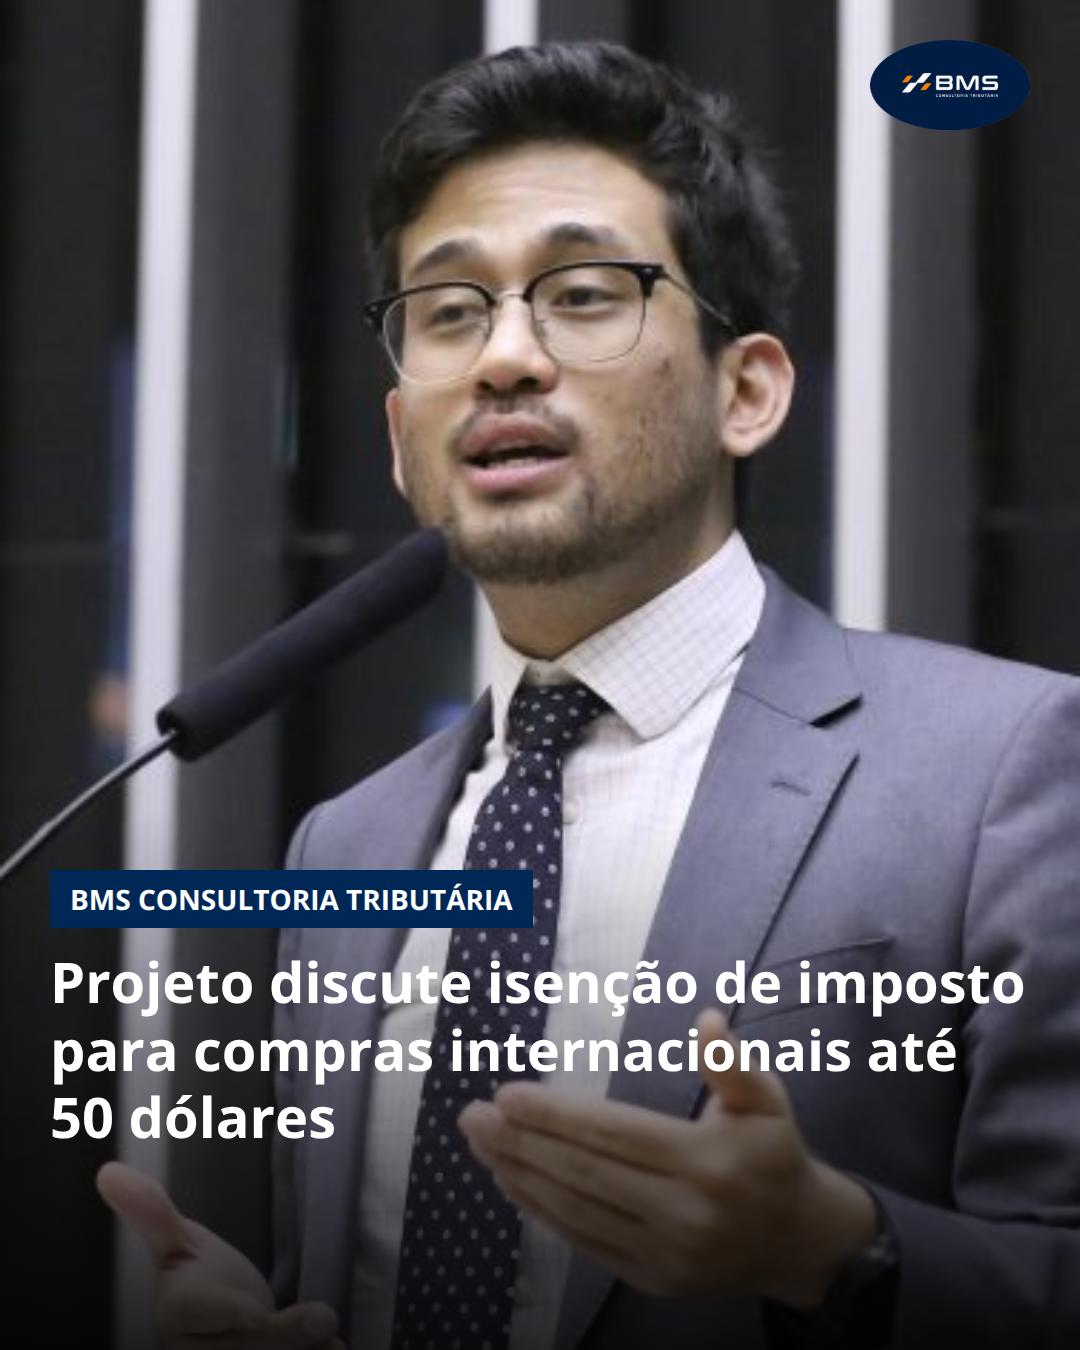 BMS
CONSULTORIA TRIBUTÁRIA
BMS CONSULTORIA TRIBUTÁRIA
Projeto discute isenção de imposto
para compras internacionais até
50 dólares